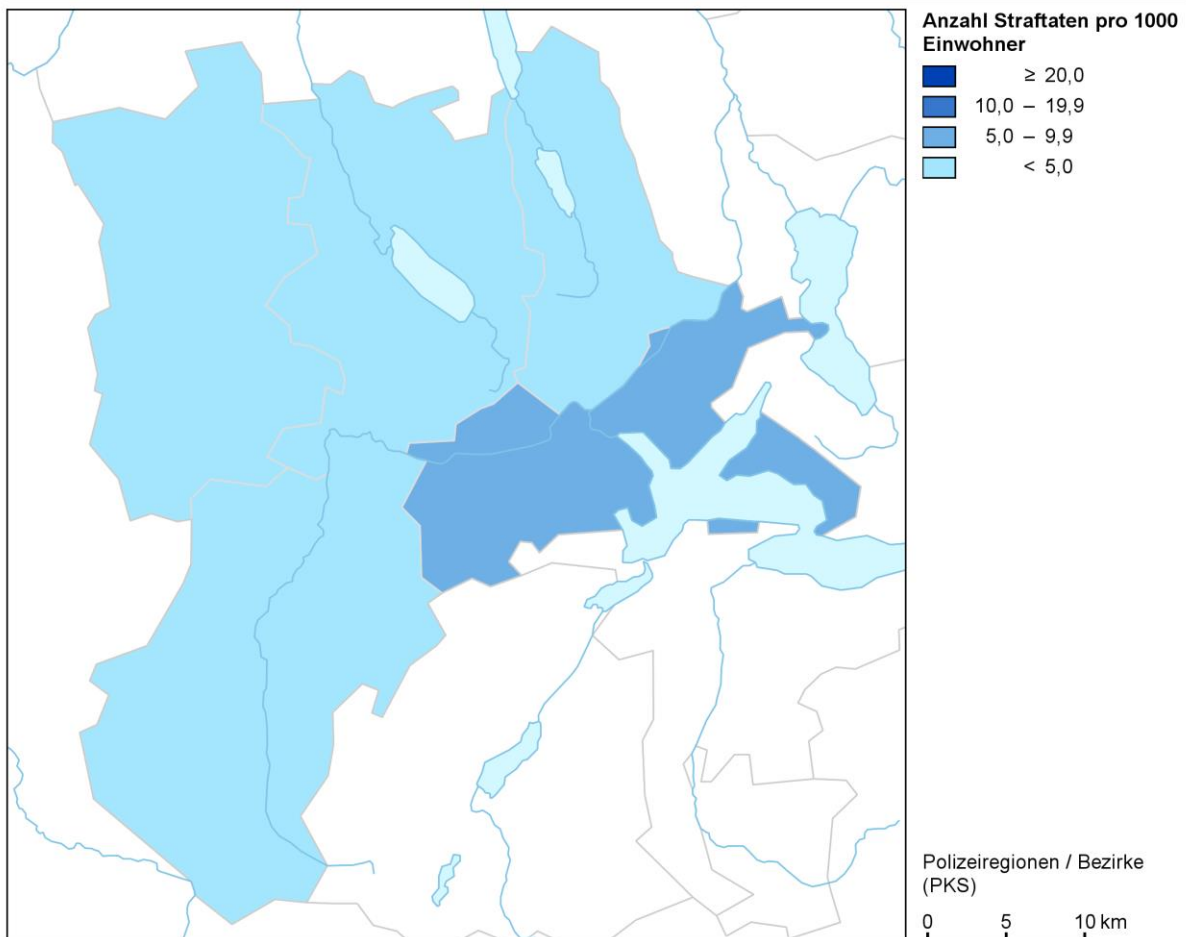 Anzahl Straftaten pro 1000
Einwohner
≥ 20,0
10,0 – 19,9
5,0 – 9,9
< 5,0
Polizeiregionen / Bezirke
(PKS)
0 5 10 km